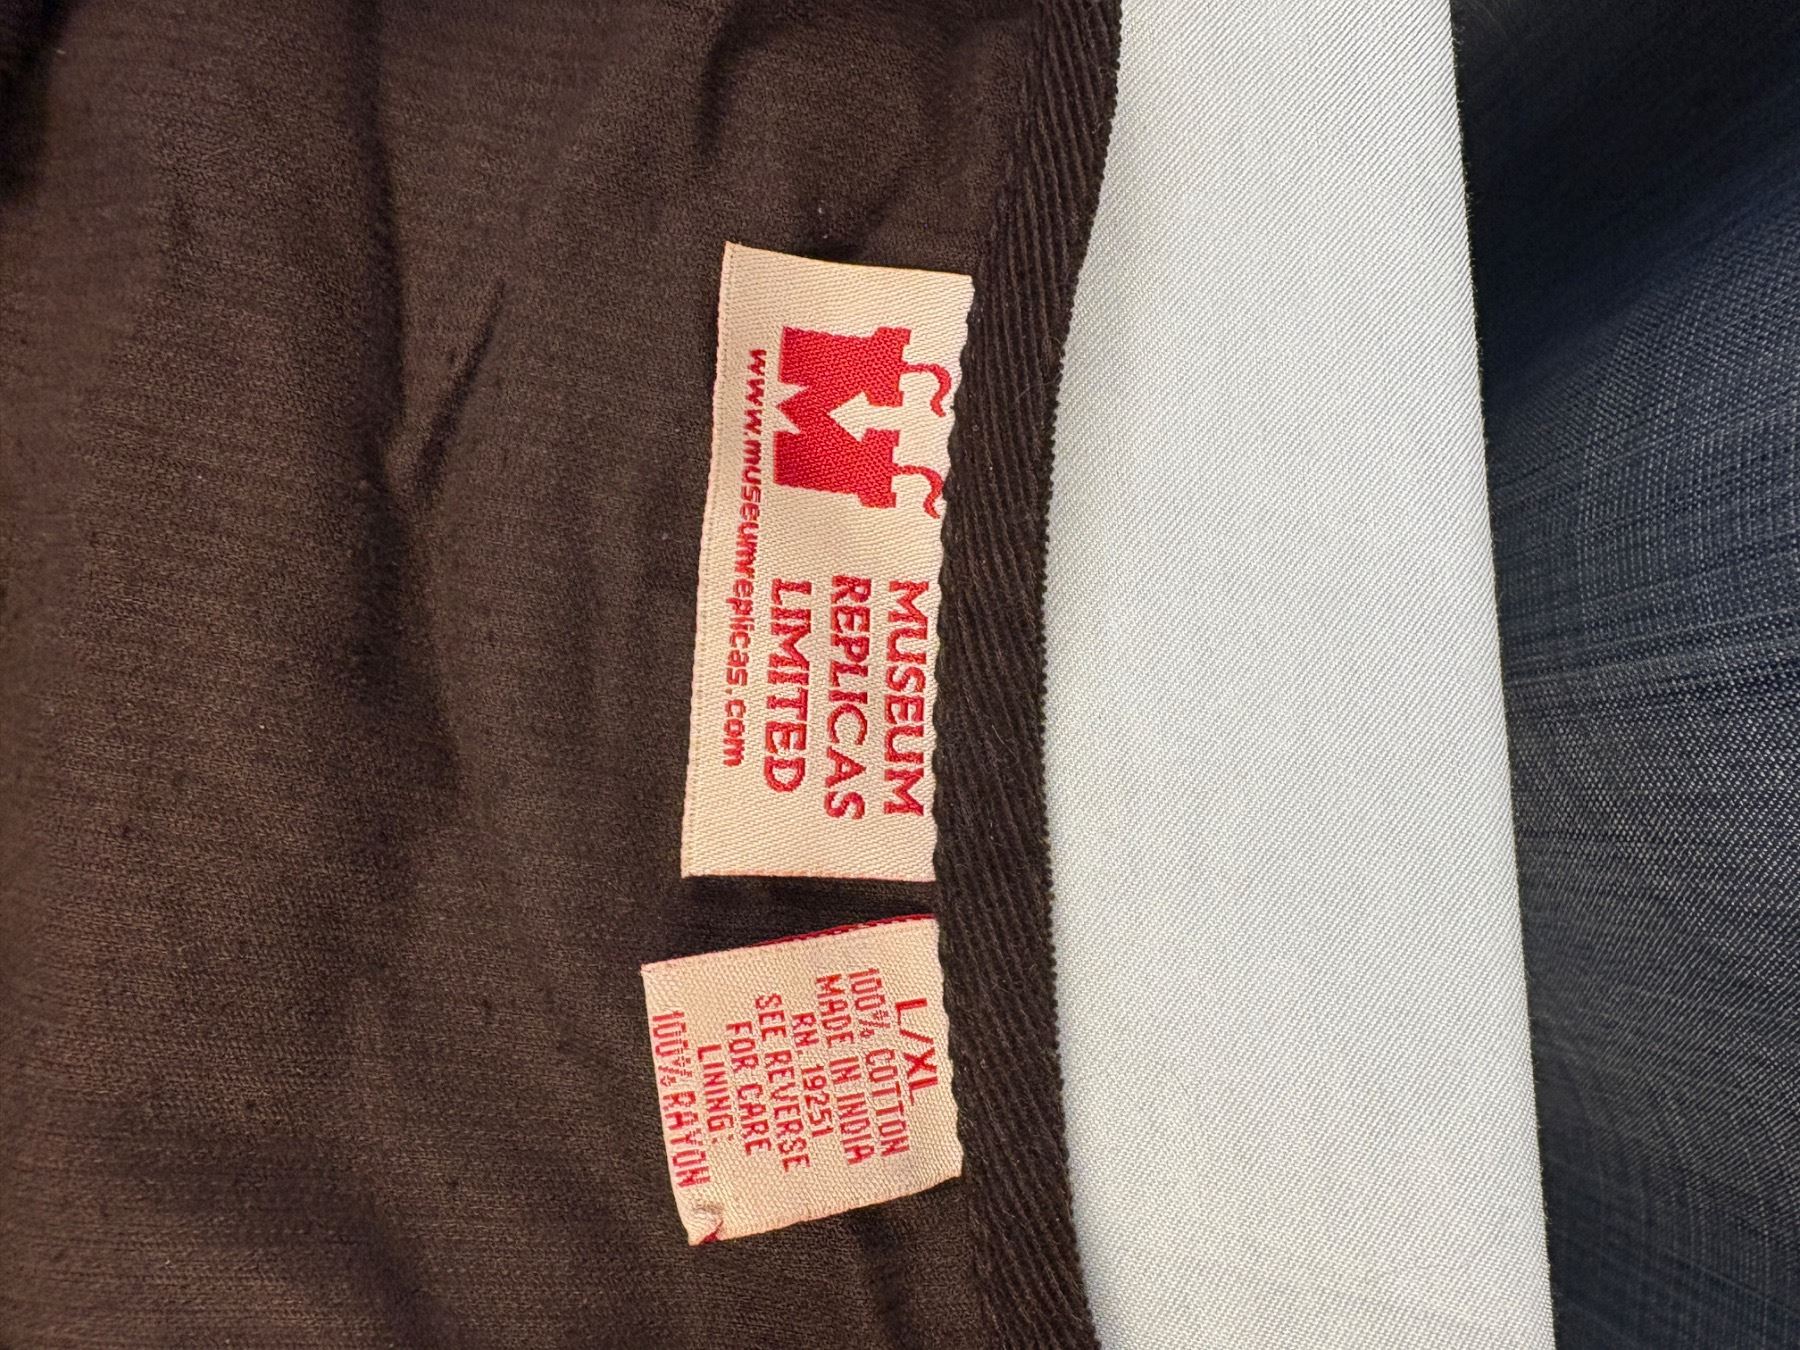 MUSEUM
REPLICAS
LIMITED
www.museumreplicas.com
L/XL
100% COTTON
MADE IN INDIA
RN. 19251
SEE REVERSE
FOR CARE
LINING:
100% RAYON